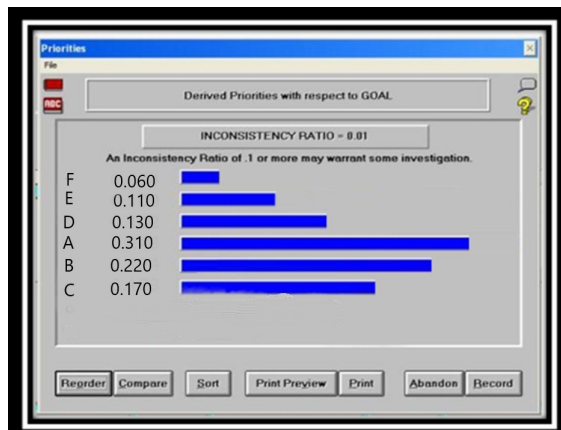 Priorities
File
ABC
Derived Priorities with respect to GOAL
INCONSISTENCY RATIO = 0.01
An Inconsistency Ratio of .1 or more may warrant some investigation.
F 0.060
E 0.110
D 0.130
A 0.310
B 0.220
C 0.170
Reorder Compare Sort Print Preview Print Abandon Record